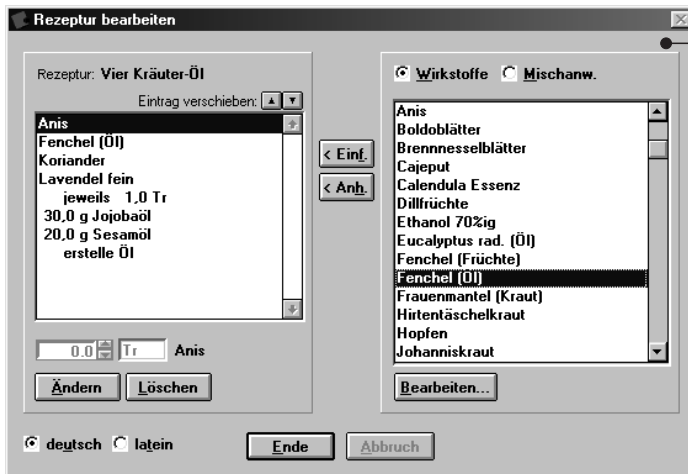 Rezeptur bearbeiten
Rezeptur: Vier Kräuter-Öl
Eintrag verschieben:
Anis
Fenchel (Öl)
Koriander
Lavendel fein
jeweils 1,0 Tr
30,0 g Jojobaöl
20,0 g Sesamöl
erstelle Öl
0.0 Tr Anis
Ändern Löschen
< Einf.
< Anh.
Wirkstoffe Mischanw.
Anis
Boldoblätter
Brennnesselblätter
Cajeput
Calendula Essenz
Dillfrüchte
Ethanol 70%ig
Eucalyptus rad. (Öl)
Fenchel (Früchte)
Fenchel (Öl)
Frauenmantel (Kraut)
Hirtentäschelkraut
Hopfen
Johanniskraut
Bearbeiten...
deutsch latein Ende Abbruch